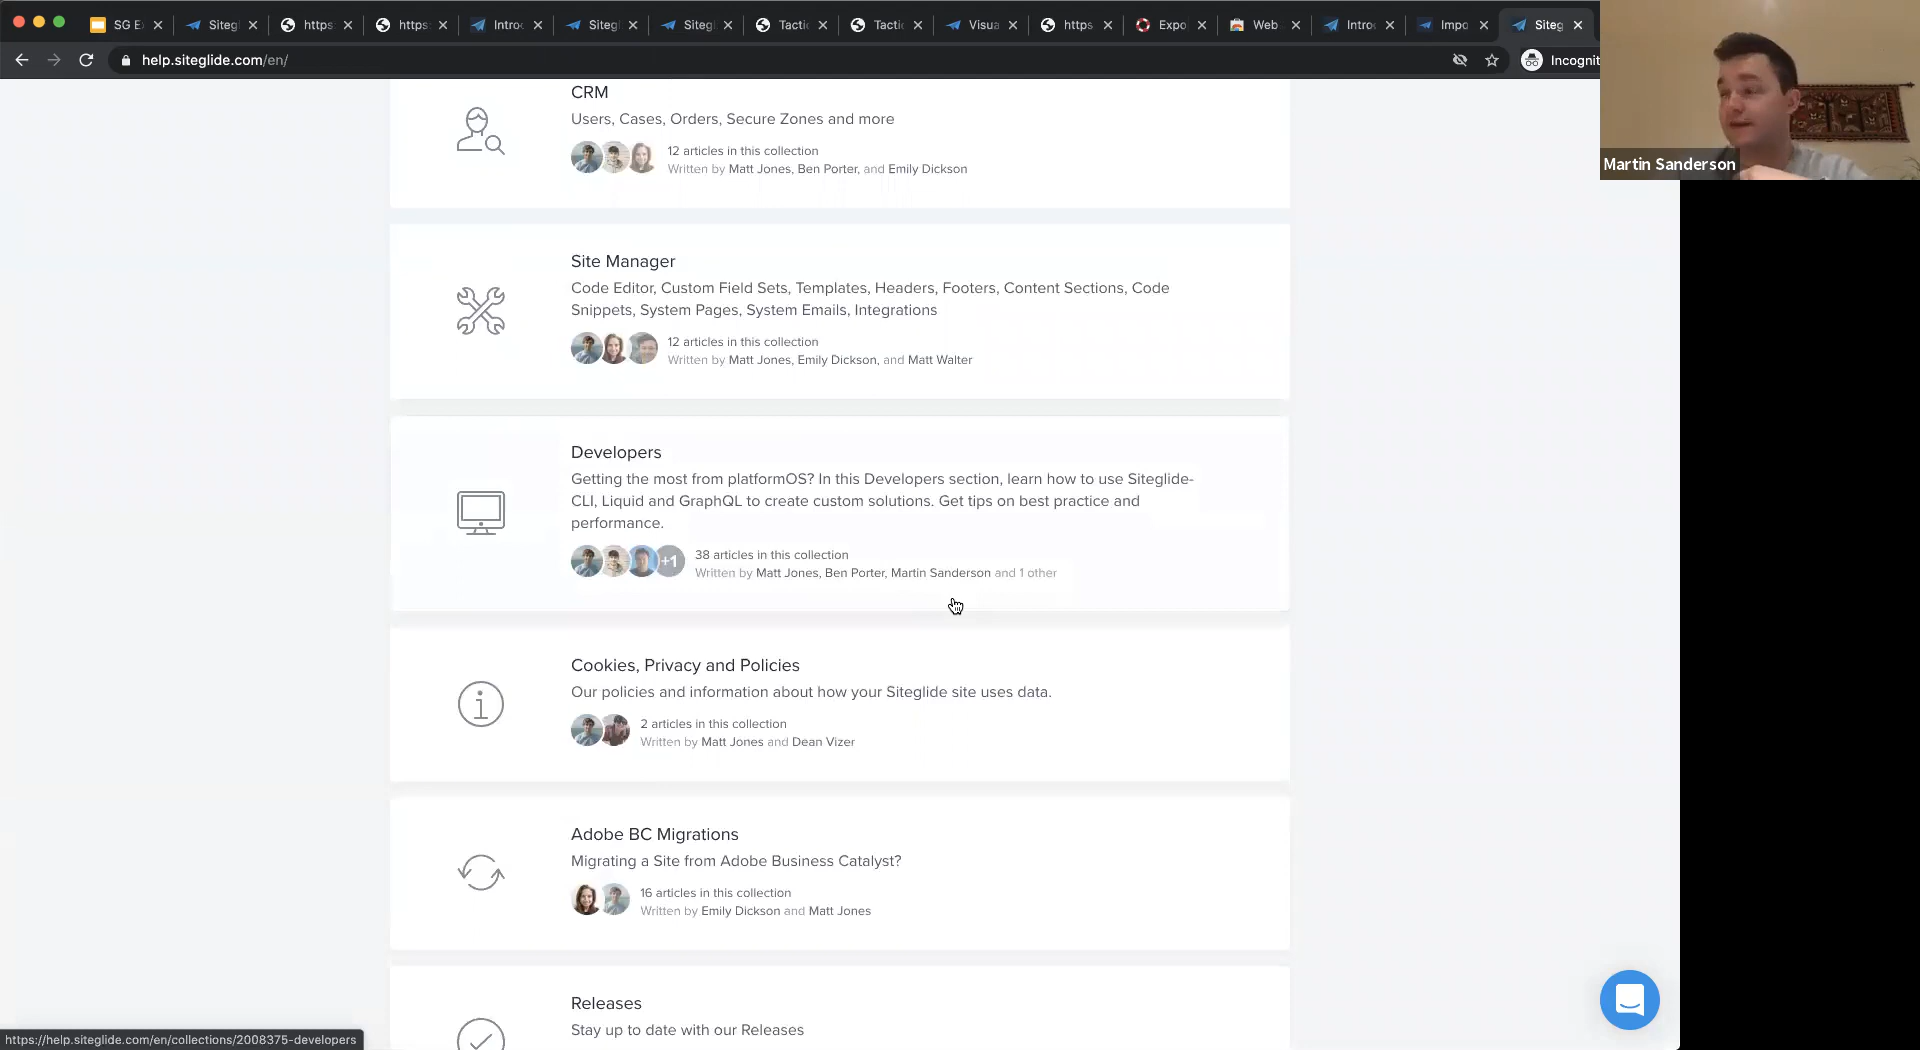 SG E
Siteg
https
https
Intro
Siteg
Siteg
Tactic
Tactic
Visua
https
Expo
Web
Intro
Impo
Siteg
help.siteglide.com/en/
Incognit
Martin Sanderson
CRM
Users, Cases, Orders, Secure Zones and more
12 articles in this collection
Written by Matt Jones, Ben Porter, and Emily Dickson
Site Manager
Code Editor, Custom Field Sets, Templates, Headers, Footers, Content Sections, Code
Snippets, System Pages, System Emails, Integrations
12 articles in this collection
Written by Matt Jones, Emily Dickson, and Matt Walter
Developers
Getting the most from platformOS? In this Developers section, learn how to use Siteglide-
CLI, Liquid and GraphQL to create custom solutions. Get tips on best practice and
performance.
+1
38 articles in this collection
Written by Matt Jones, Ben Porter, Martin Sanderson and 1 other
Cookies, Privacy and Policies
Our policies and information about how your Siteglide site uses data.
2 articles in this collection
Written by Matt Jones and Dean Vizer
Adobe BC Migrations
Migrating a Site from Adobe Business Catalyst?
16 articles in this collection
Written by Emily Dickson and Matt Jones
Releases
Stay up to date with our Releases
https://help.siteglide.com/en/collections/2008375-developers